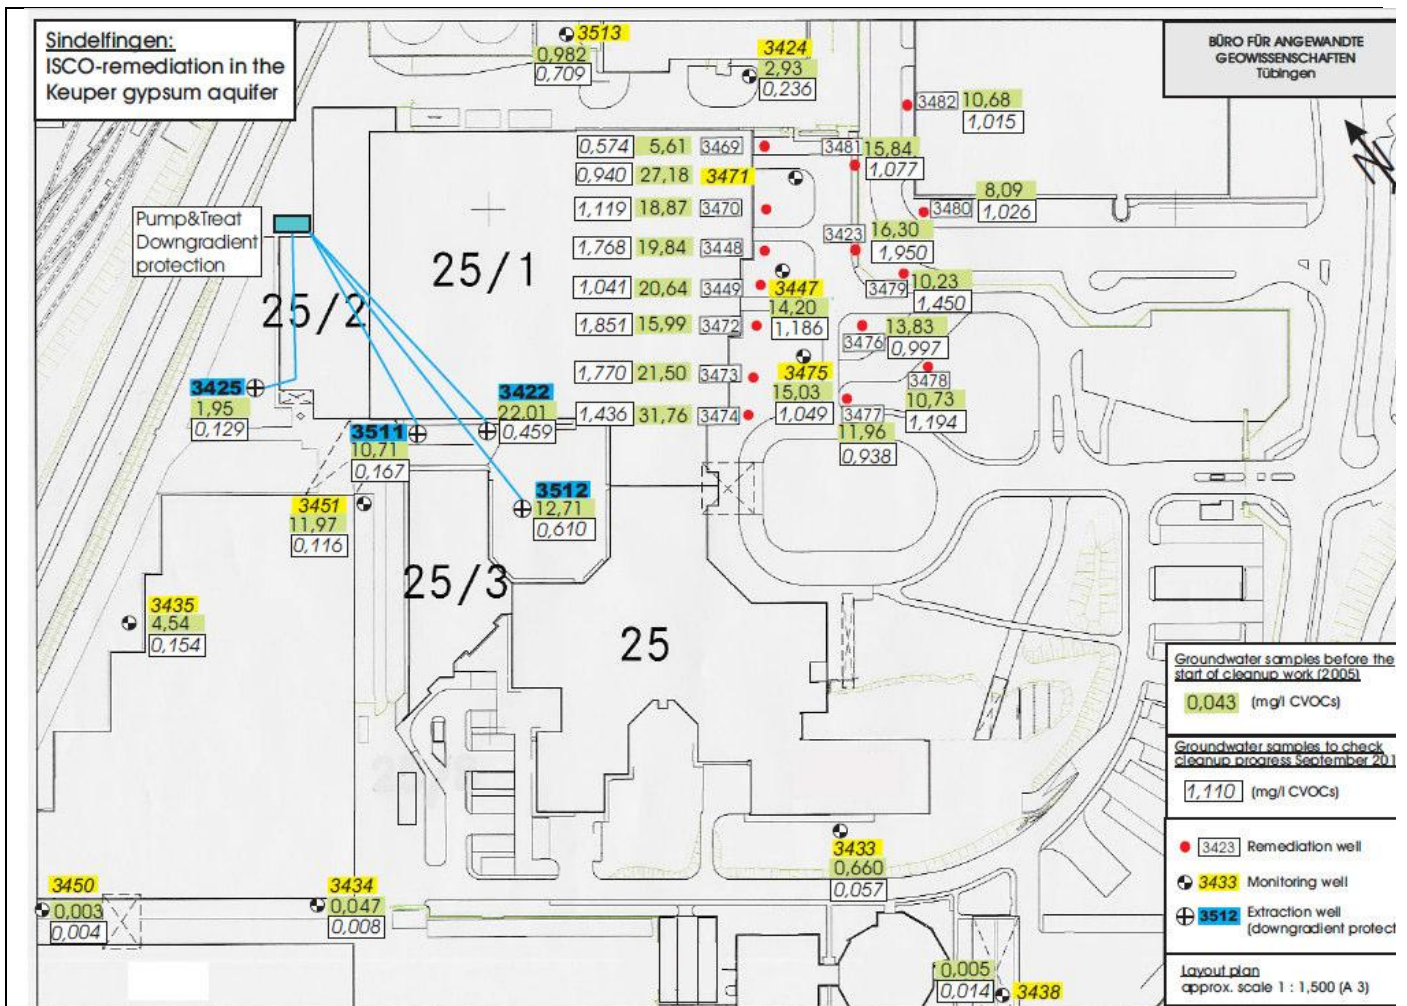 Sindelfingen:
ISCO-remediation in the
Keuper gypsum aquifer
BÜRO FÜR ANGEWANDTE
GEOWISSENSCHAFTEN
Tübingen
N
3513
0,982
0,709
3424
2,93
0,236
3482 10,68
1,015
0,574 5,61 3469
3481 15,84
1,077
0,940 27,18 3471
1,119 18,87 3470
8,09
3480 1,026
1,768 19,84 3448
3423 16,30
1,950
1,041 20,64 3449
3447
14,20
1,186
3479 10,23
1,450
1,851 15,99 3472
3476 13,83
0,997
1,770 21,50 3473
3475
15,03
1,049
3478
10,73
1,194
1,436 31,76 3474
3477
11,96
0,938
Pump&Treat
Downgradient
protection
25/1
25/2
3425
1,95
0,129
3422
22,01
0,459
3511
10,71
0,167
3512
12,71
0,610
3451
11,97
0,116
25/3
3435
4,54
0,154
25
3433
0,660
0,057
3450
0,003
0,004
3434
0,047
0,008
0,005
0,014 3438
Groundwater samples before the
start of cleanup work (2005)
0,043 (mg/l CVOCs)
Groundwater samples to check
cleanup progress September 201
1,110 (mg/l CVOCs)
3423 Remediation well
3433 Monitoring well
3512 Extraction well
(downgradient protect
Layout plan
approx. scale 1 : 1,500 (A 3)